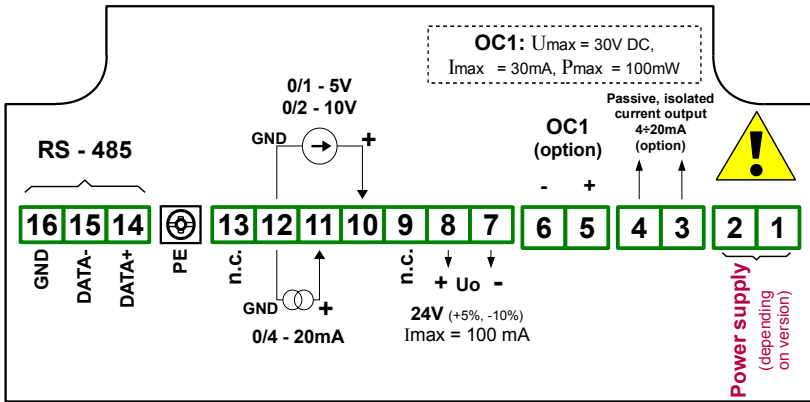 OC1: Umax = 30V DC,
Imax = 30mA, Pmax = 100mW
0/1 - 5V
0/2 - 10V
GND
+
RS - 485
OC1
(option)
-
+
Passive, isolated
current output
4÷20mA
(option)
!
16 15 14
13 12 11 10 9 8 7
6 5
4 3
2 1
GND
DATA-
DATA+
PE
n.c.
GND
+
0/4 - 20mA
n.c.
+ Uo -
24V (+5%, -10%)
Imax = 100 mA
Power supply
(depending
on version)